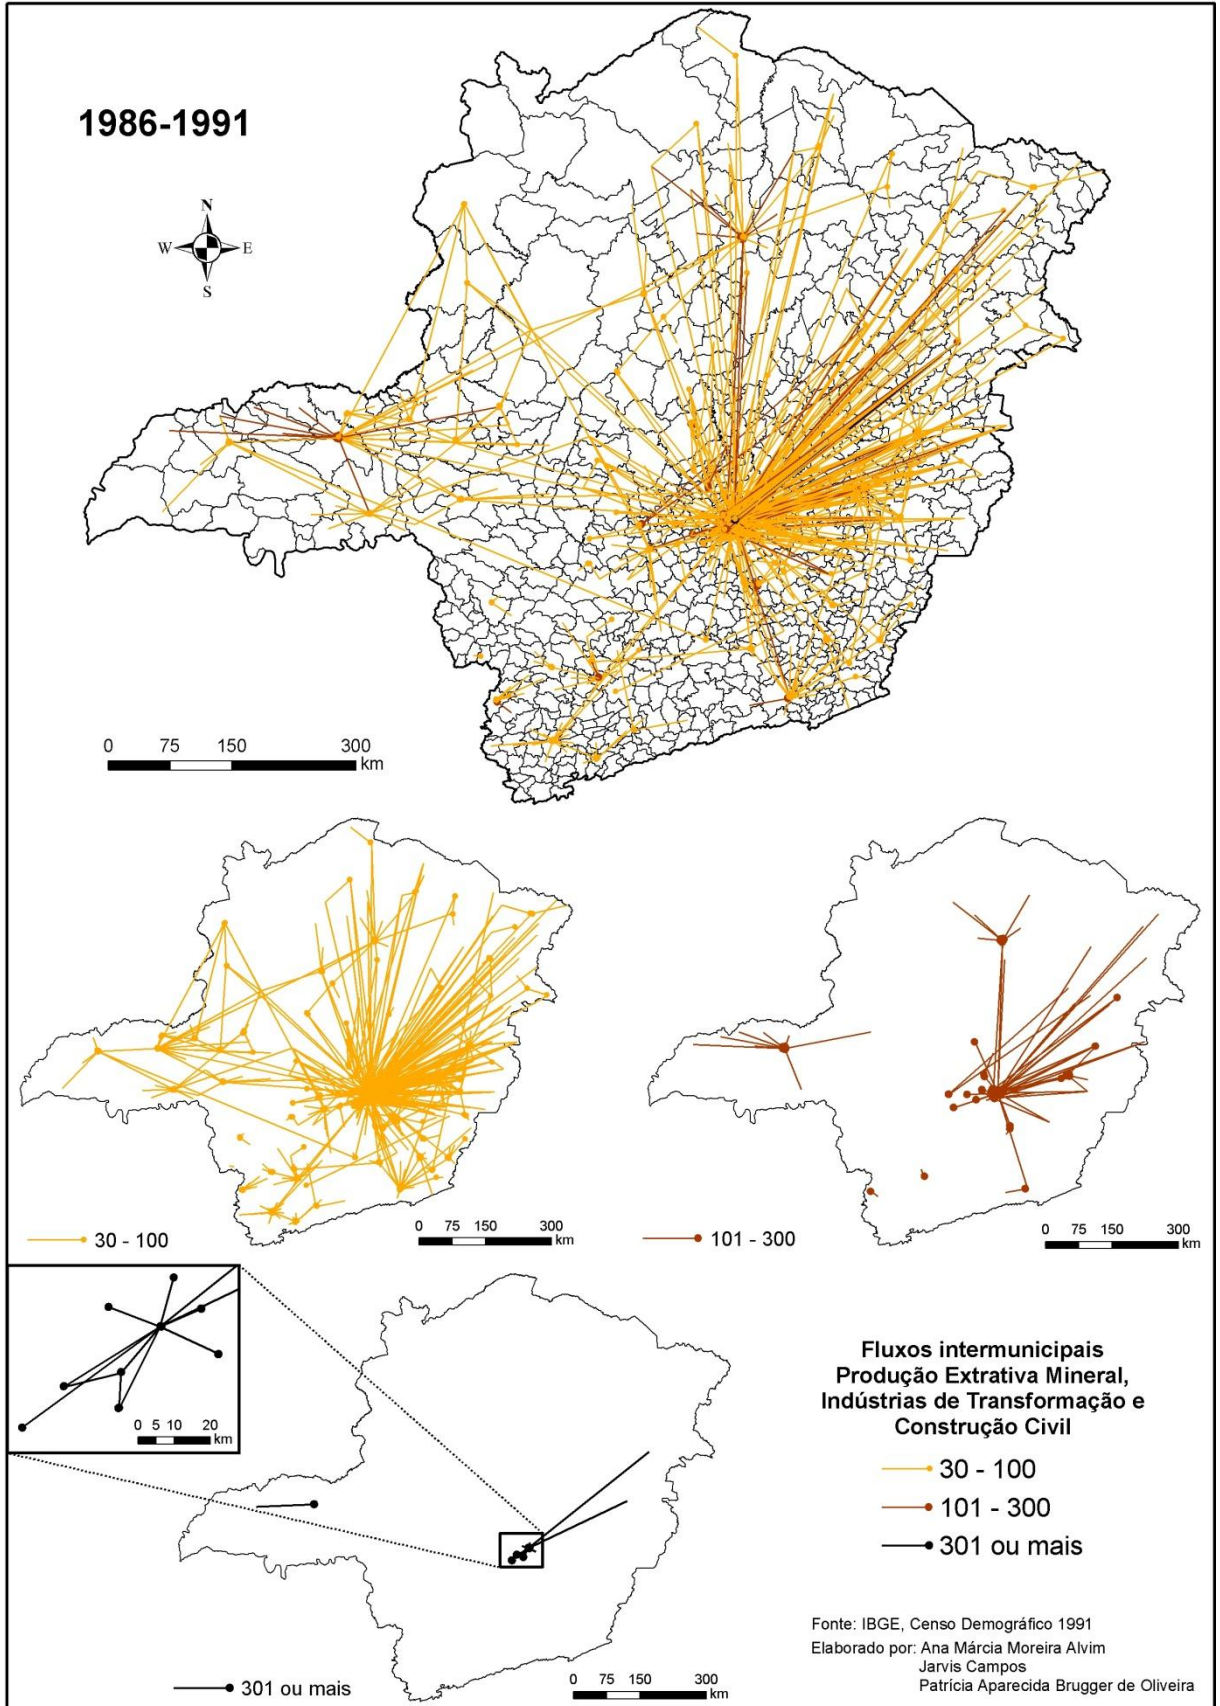 1986-1991
N
W E
S
0 75 150 300
km
30 - 100
0 75 150 300
km
101 - 300
0 75 150 300
km
0 5 10 20
km
Fluxos intermunicipais
Produção Extrativa Mineral,
Indústrias de Transformação e
Construção Civil
30 - 100
101 - 300
301 ou mais
301 ou mais
0 75 150 300
km
Fonte: IBGE, Censo Demográfico 1991
Elaborado por: Ana Márcia Moreira Alvim
Jarvis Campos
Patrícia Aparecida Brugger de Oliveira